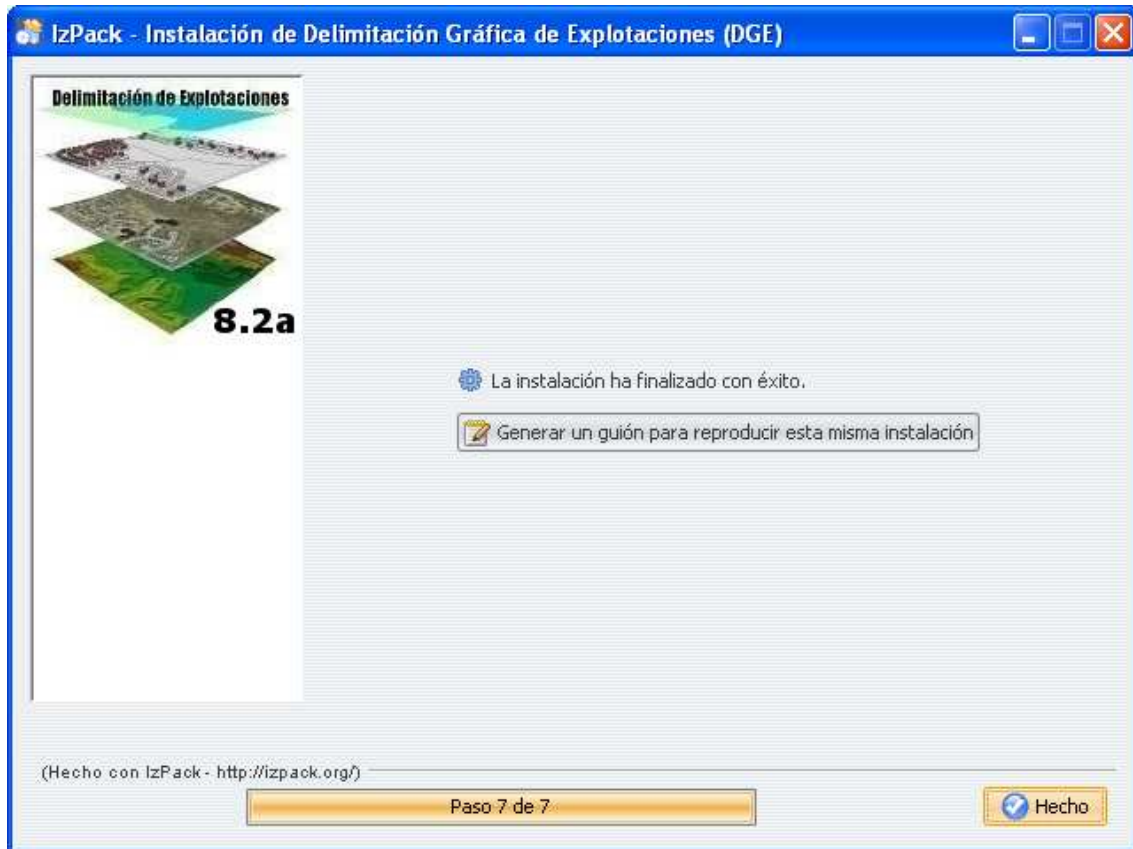 IzPack - Instalación de Delimitación Gráfica de Explotaciones (DGE)
Delimitación de Explotaciones
8.2a
La instalación ha finalizado con éxito.
Generar un guión para reproducir esta misma instalación
(Hecho con IzPack - http://izpack.org/)
Paso 7 de 7
Hecho